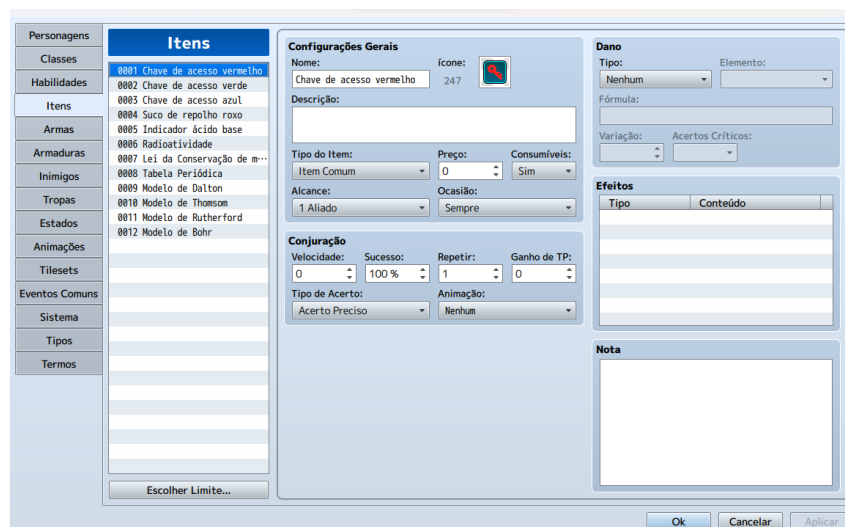 Personagens
Classes
Habilidades
Itens
Armas
Armaduras
Inimigos
Tropas
Estados
Animações
Tilesets
Eventos Comuns
Sistema
Tipos
Termos
Itens
0001 Chave de acesso vermelho
0002 Chave de acesso verde
0003 Chave de acesso azul
0004 Suco de repolho roxo
0005 Indicador ácido base
0006 Radioatividade
0007 Lei da Conservação de m…
0008 Tabela Periódica
0009 Modelo de Dalton
0010 Modelo de Thomsom
0011 Modelo de Rutherford
0012 Modelo de Bohr
Escolher Limite...
Configurações Gerais
Nome: Ícone:
Chave de acesso vermelho 247
Descrição:
Tipo do Item: Preço: Consumíveis:
Item Comum 0 Sim
Alcance: Ocasião:
1 Aliado Sempre
Conjuração
Velocidade: Sucesso: Repetir: Ganho de TP:
0 100 % 1 0
Tipo de Acerto: Animação:
Acerto Preciso Nenhum
Dano
Tipo: Elemento:
Nenhum
Fórmula:
Variação: Acertos Críticos:
Efeitos
Tipo Conteúdo
Nota
Ok Cancelar Aplicar